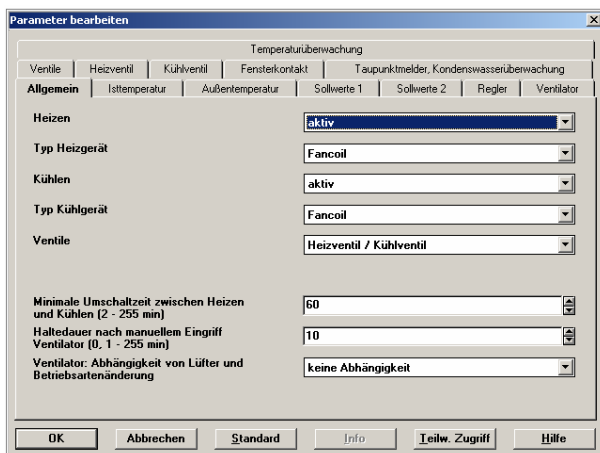 Parameter bearbeiten
Temperaturüberwachung
Ventile Heizventil Kühlventil Fensterkontakt Taupunktmelder, Kondenswasserüberwachung
Allgemein Isttemperatur Außentemperatur Sollwerte 1 Sollwerte 2 Regler Ventilator
Heizen aktiv
Typ Heizgerät Fancoil
Kühlen aktiv
Typ Kühlgerät Fancoil
Ventile Heizventil / Kühlventil
Minimale Umschaltzeit zwischen Heizen 60
und Kühlen (2 - 255 min)
Haltedauer nach manuellem Eingriff 10
Ventilator (0, 1 - 255 min)
Ventilator: Abhängigkeit von Lüfter und keine Abhängigkeit
Betriebsartenänderung
OK Abbrechen Standard Info Teilw. Zugriff Hilfe